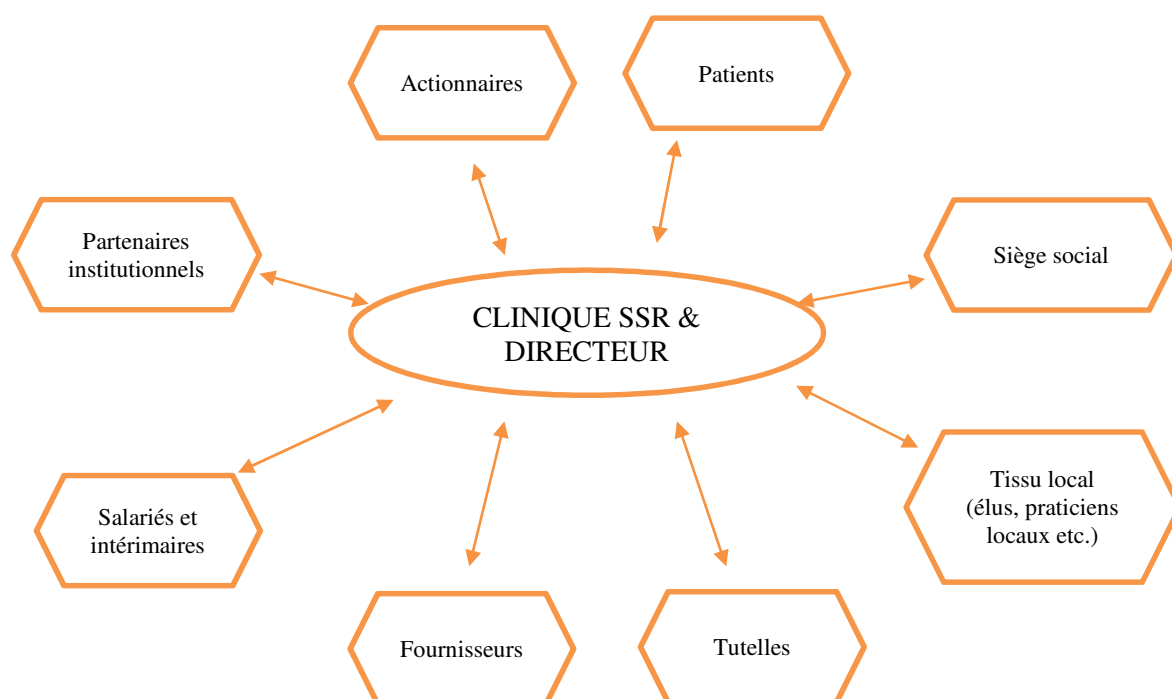 Actionnaires
Patients
Partenaires
institutionnels
Siège social
CLINIQUE SSR &
DIRECTEUR
Salariés et
intérimaires
Tissu local
(élus, praticiens
locaux etc.)
Fournisseurs
Tutelles